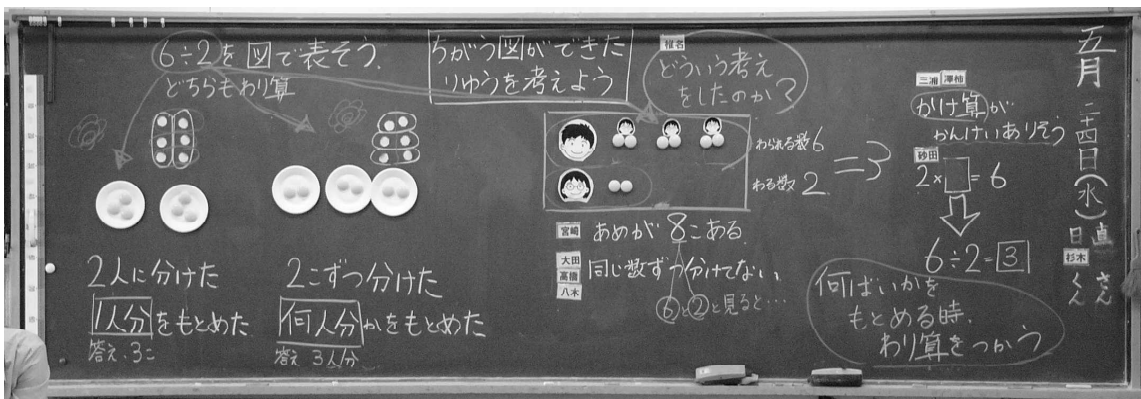 6÷2を図で表そう.
どちらもわり算
ちがう図ができた
りゆうを考えよう
椎名
どういう考え
をしたのか?
2人に分けた
1人分をもとめた
答え.3こ
2こずつ分けた
何人分かをもとめた
答え 3人分
わられる数6
わる数2
=3
宮崎 あめが8こある.
大田
高橋
八木
同じ数ずつ分けてない.
⑥と②と見ると…
三浦 澤柿
かけ算が
かんけいありそう
砂田
2×□=6
6÷2=3
何ばいかを
もとめる時,
わり算をつかう
五月二十四日(水)
日直
杉木
さん
くん